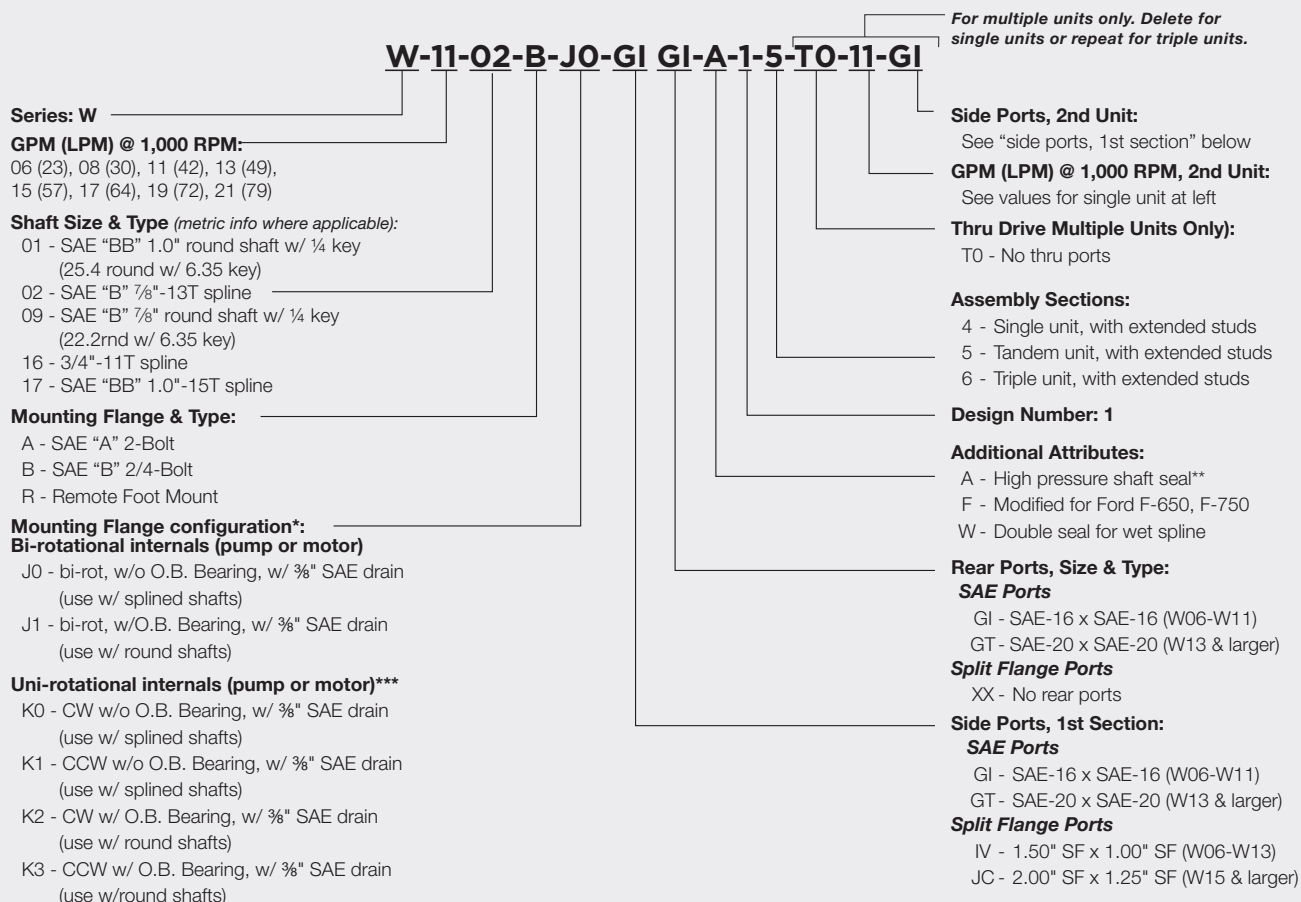 For multiple units only. Delete for
single units or repeat for triple units.
W-11-02-B-J0-GI GI-A-1-5-T0-11-GI
Series: W
GPM (LPM) @ 1,000 RPM:
06 (23), 08 (30), 11 (42), 13 (49),
15 (57), 17 (64), 19 (72), 21 (79)
Shaft Size & Type (metric info where applicable):
01 - SAE “BB” 1.0" round shaft w/ ¼ key
(25.4 round w/ 6.35 key)
02 - SAE “B” ⅞"-13T spline
09 - SAE “B” ⅞" round shaft w/ ¼ key
(22.2rnd w/ 6.35 key)
16 - 3/4"-11T spline
17 - SAE “BB” 1.0"-15T spline
Mounting Flange & Type:
A - SAE “A” 2-Bolt
B - SAE “B” 2/4-Bolt
R - Remote Foot Mount
Mounting Flange configuration*:
Bi-rotational internals (pump or motor)
J0 - bi-rot, w/o O.B. Bearing, w/ ⅜" SAE drain
(use w/ splined shafts)
J1 - bi-rot, w/O.B. Bearing, w/ ⅜" SAE drain
(use w/ round shafts)
Uni-rotational internals (pump or motor)***
K0 - CW w/o O.B. Bearing, w/ ⅜" SAE drain
(use w/ splined shafts)
K1 - CCW w/o O.B. Bearing, w/ ⅜" SAE drain
(use w/ splined shafts)
K2 - CW w/ O.B. Bearing, w/ ⅜" SAE drain
(use w/ round shafts)
K3 - CCW w/ O.B. Bearing, w/ ⅜" SAE drain
(use w/round shafts)
Side Ports, 2nd Unit:
See “side ports, 1st section” below
GPM (LPM) @ 1,000 RPM, 2nd Unit:
See values for single unit at left
Thru Drive Multiple Units Only):
T0 - No thru ports
Assembly Sections:
4 - Single unit, with extended studs
5 - Tandem unit, with extended studs
6 - Triple unit, with extended studs
Design Number: 1
Additional Attributes:
A - High pressure shaft seal**
F - Modified for Ford F-650, F-750
W - Double seal for wet spline
Rear Ports, Size & Type:
SAE Ports
GI - SAE-16 x SAE-16 (W06-W11)
GT - SAE-20 x SAE-20 (W13 & larger)
Split Flange Ports
XX - No rear ports
Side Ports, 1st Section:
SAE Ports
GI - SAE-16 x SAE-16 (W06-W11)
GT - SAE-20 x SAE-20 (W13 & larger)
Split Flange Ports
IV - 1.50" SF x 1.00" SF (W06-W13)
JC - 2.00" SF x 1.25" SF (W15 & larger)